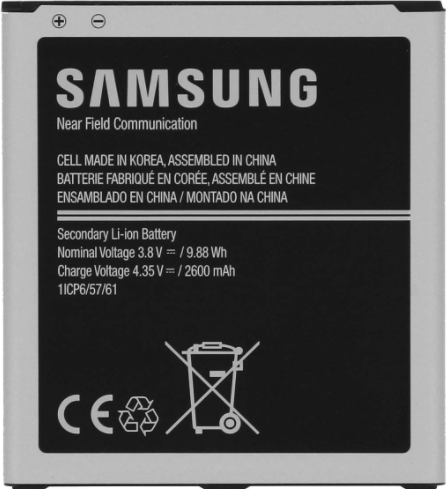 + -
SAMSUNG
Near Field Communication
CELL MADE IN KOREA, ASSEMBLED IN CHINA
BATTERIE FABRIQUÉ EN CORÉE, ASSEMBLÉ EN CHINE
ENSAMBLADO EN CHINA / MONTADO NA CHINA
Secondary Li-ion Battery
Nominal Voltage 3.8 V ⎓ / 9.88 Wh
Charge Voltage 4.35 V ⎓ / 2600 mAh
1ICP6/57/61
CE